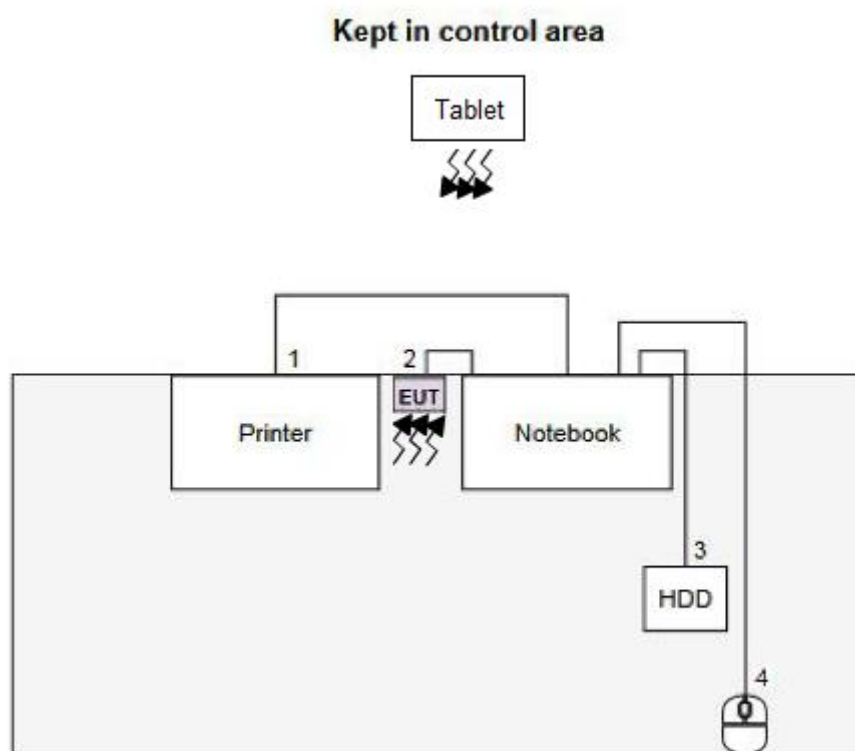 Kept in control area
Tablet
1
2
EUT
Printer
Notebook
3
HDD
4